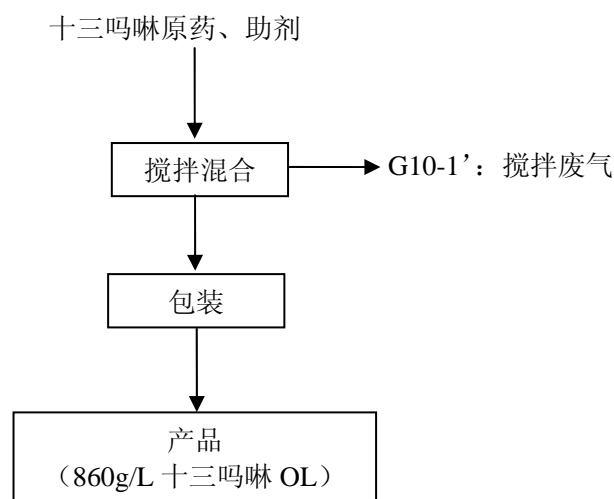 十三吗啉原药、助剂
搅拌混合
G10-1’：搅拌废气
包装
产品
（860g/L 十三吗啉 OL）